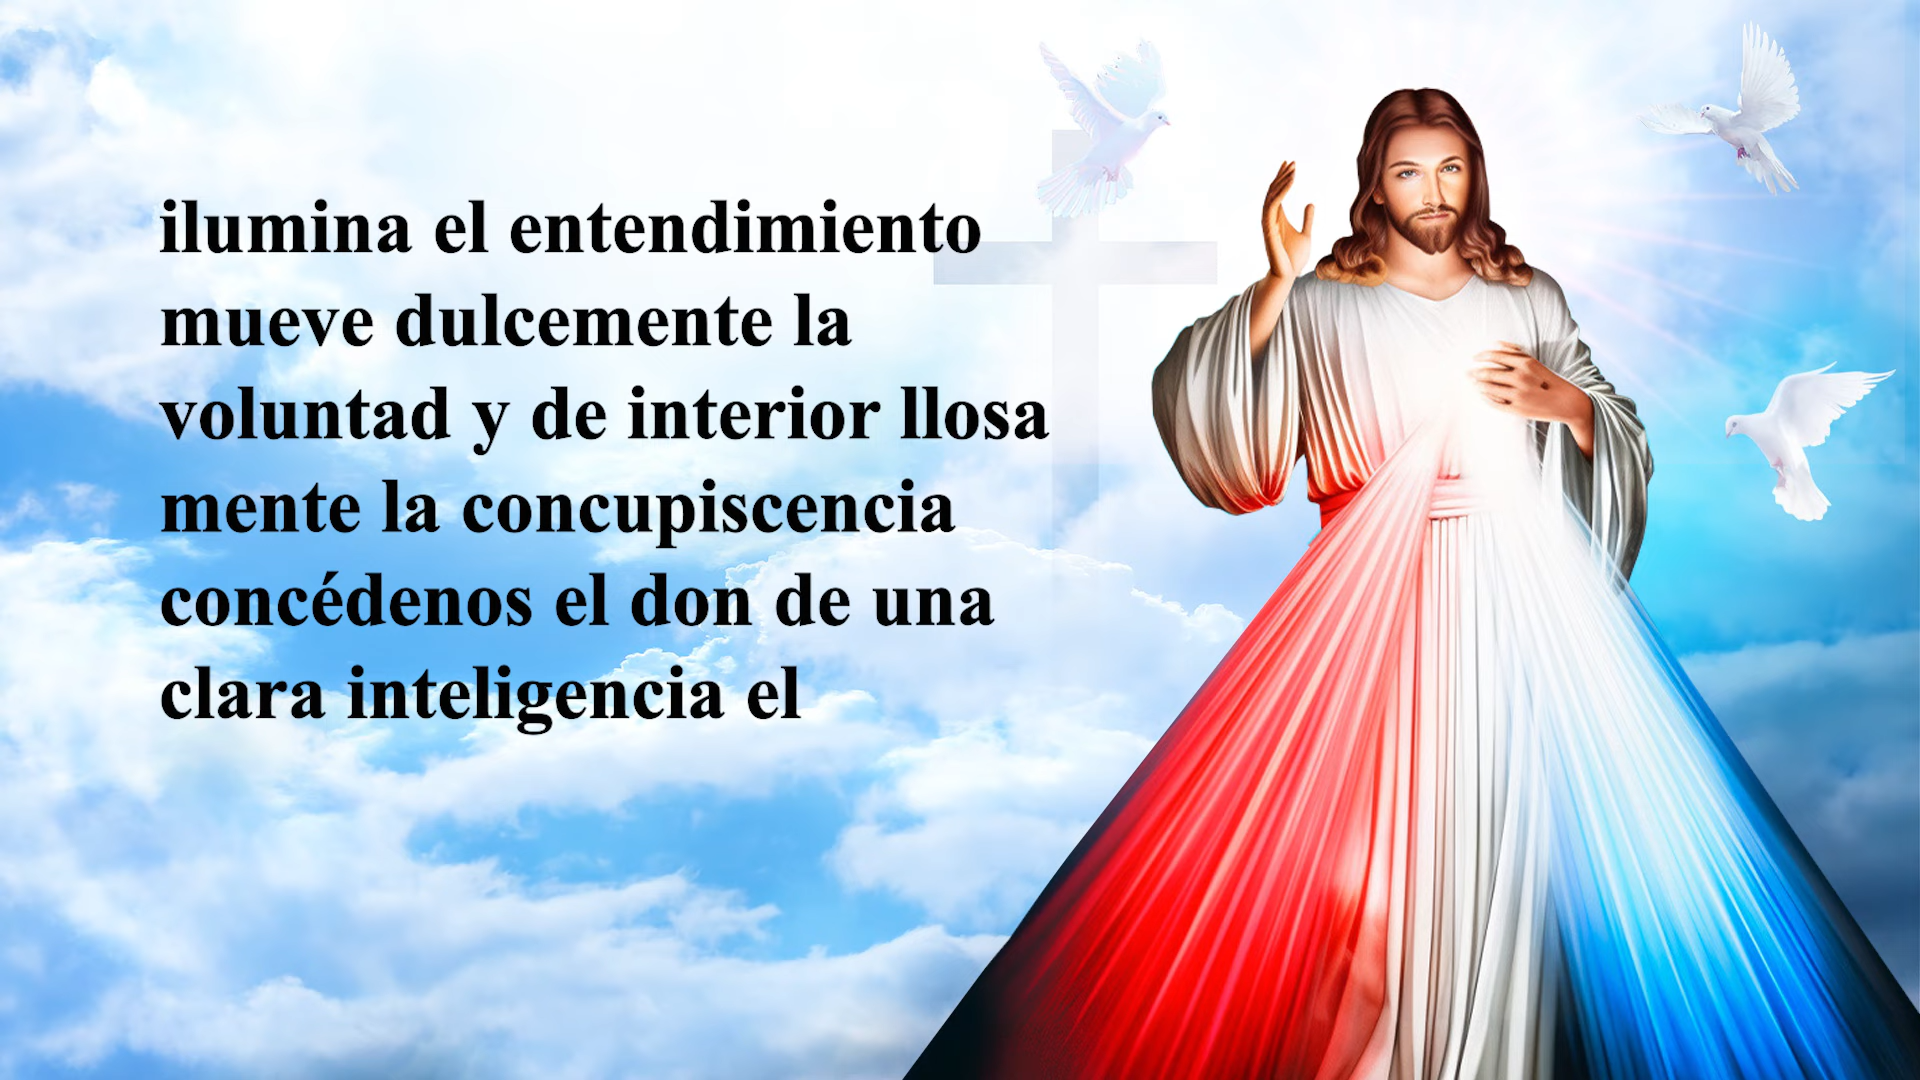 ilumina el entendimiento
mueve dulcemente la
voluntad y de interior llosa
mente la concupiscencia
concédenos el don de una
clara inteligencia el